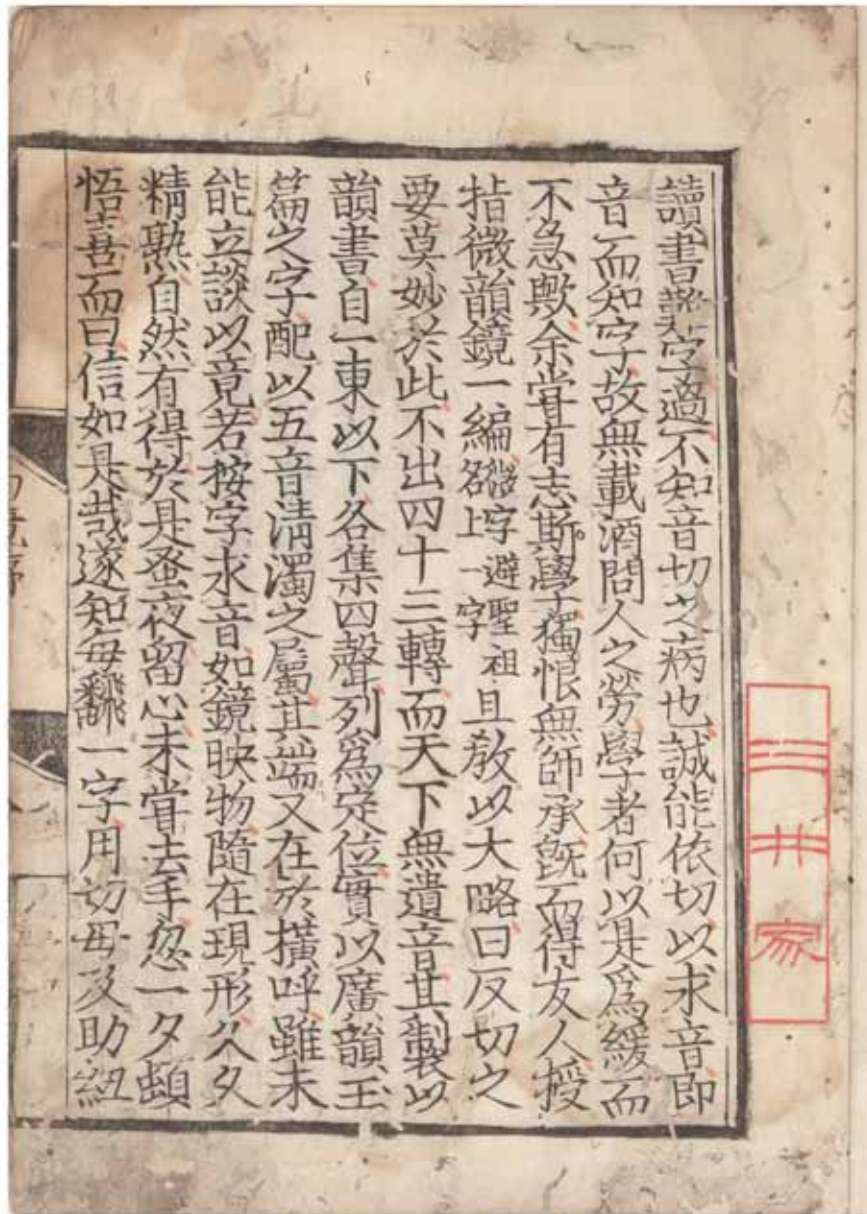 讀書難字過不知音切之病也誠能依切以求音即
音而知字故無載酒問人之勞學者何以是爲緩而
不急歟余嘗有志斯學獨恨無師承旣而得友人授
指微韻鏡一編微字避聖祖名上一字且敎以大略曰反切之
要莫妙於此不出四十三轉而天下無遺音其製以
韻書自一東以下各集四聲列爲定位實以廣韻玉
篇之字配以五音清濁之屬其端又在於橫呼雖未
能立談以竟若按字求音如鏡映物隨在現形久久
精熟自然有得於是蚤夜留心未嘗去手忽一夕頓
悟喜而曰信如是哉遂知每飜一字用切母及助紐
三井家